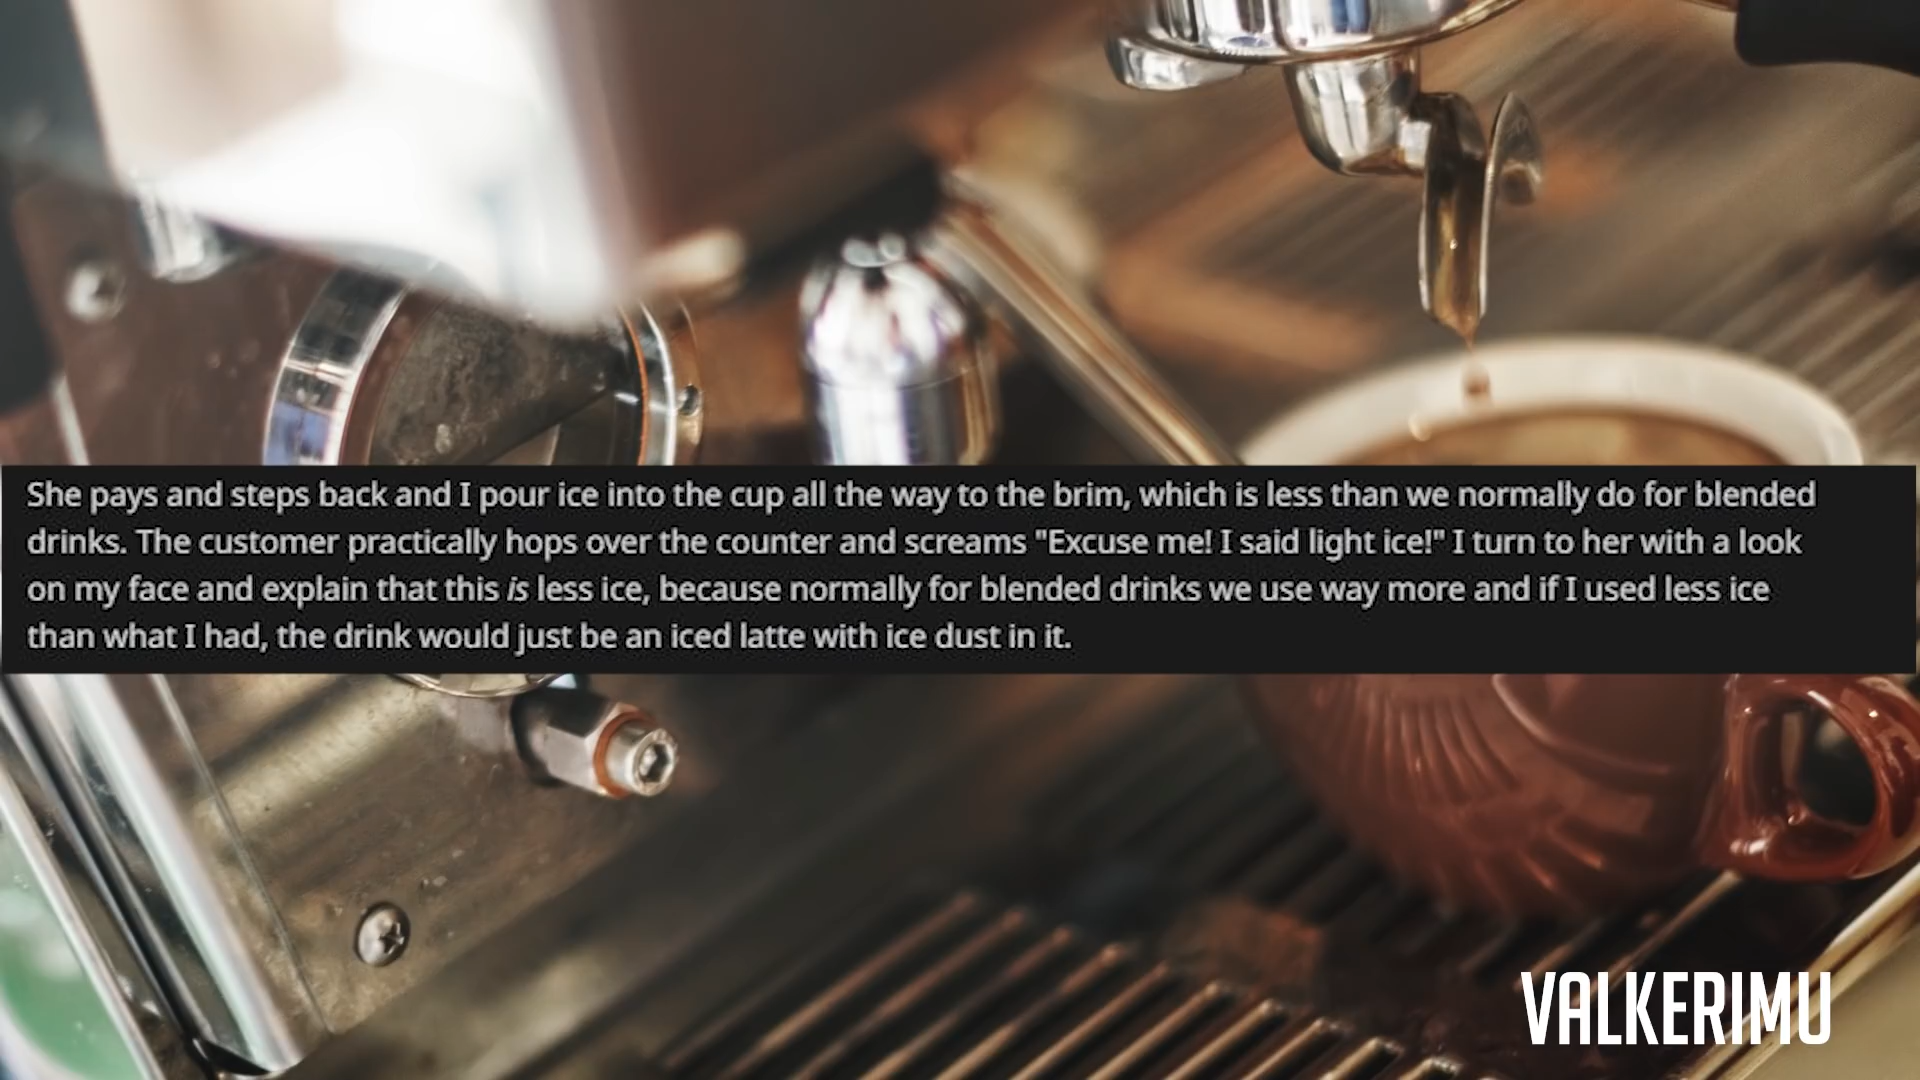 She pays and steps back and I pour ice into the cup all the way to the brim, which is less than we normally do for blended
drinks. The customer practically hops over the counter and screams "Excuse me! I said light ice!" I turn to her with a look
on my face and explain that this is less ice, because normally for blended drinks we use way more and if I used less ice
than what I had, the drink would just be an iced latte with ice dust in it.
VALKERIMU